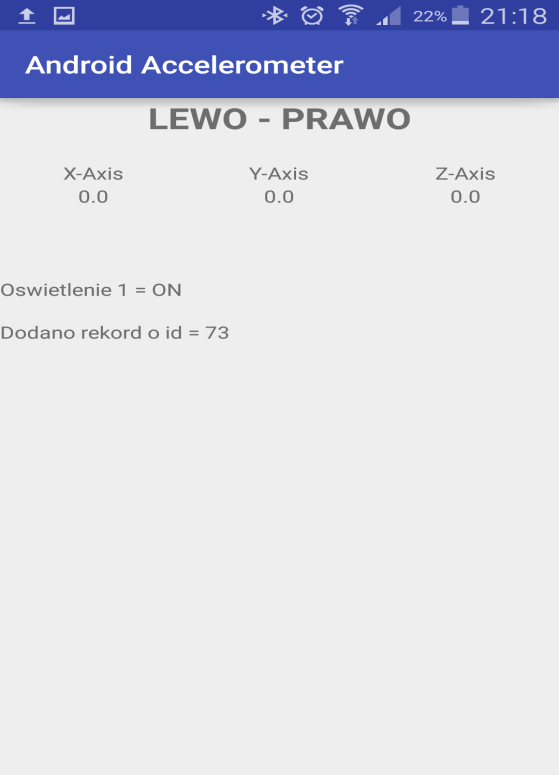 22% 21:18
Android Accelerometer
LEWO - PRAWO
X-Axis Y-Axis Z-Axis
0.0 0.0 0.0
Oswietlenie 1 = ON
Dodano rekord o id = 73